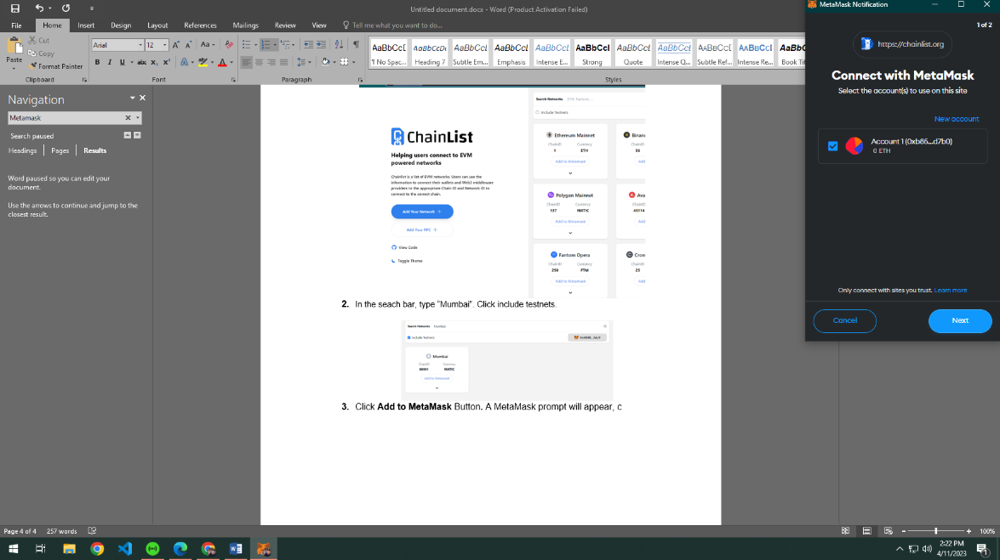 Untitled document.docx - Word (Product Activation Failed)
File Home Insert Design Layout References Mailings Review View Tell me what you want to do...
Paste
Cut
Copy
Format Painter
Clipboard
Arial 12
Font
Paragraph
AaBbCcI AaBbCcDc AaBbCcI AaBbCcI AaBbCcI AaBbCcI AaBbCcI AaBbCcI AaBbCcI AaBbCcI
¶ No Spac... Heading 7 Subtle Em... Emphasis Intense E... Strong Quote Intense Q... Subtle Ref... Intense Re... Book Tit
Styles
Navigation
Metamask
Search paused
Headings Pages Results
Word paused so you can edit your
document.
Use the arrows to continue and jump to the
closest result.
ChainList
Helping users connect to EVM
powered networks
Chainlist is a list of EVM networks. Users can use the
information to connect their wallets and Web3 middleware
providers to the appropriate Chain ID and Network ID to
connect to the correct chain.
Add Your Network
Add Your RPC
View Code
Toggle Theme
Search Networks
Include Testnets
Ethereum Mainnet
ChainID Currency
1 ETH
Add to Metamask
Binanc
56
Polygon Mainnet
ChainID Currency
137 MATIC
Add to Metamask
Ava
43114
Fantom Opera
ChainID Currency
250 FTM
Add to Metamask
Cron
25
2. In the seach bar, type “Mumbai”. Click include testnets.
Search Networks Mumbai
Include Testnets
Mumbai
ChainID Currency
80001 MATIC
Add to Metamask
3. Click Add to MetaMask Button. A MetaMask prompt will appear, c
MetaMask Notification
1 of 2
https://chainlist.org
Connect with MetaMask
Select the account(s) to use on this site
New account
Account 1 (0xb86...d7b0)
0 ETH
Only connect with sites you trust. Learn more
Cancel Next
Page 4 of 4 257 words
100%
2:22 PM
4/11/2023